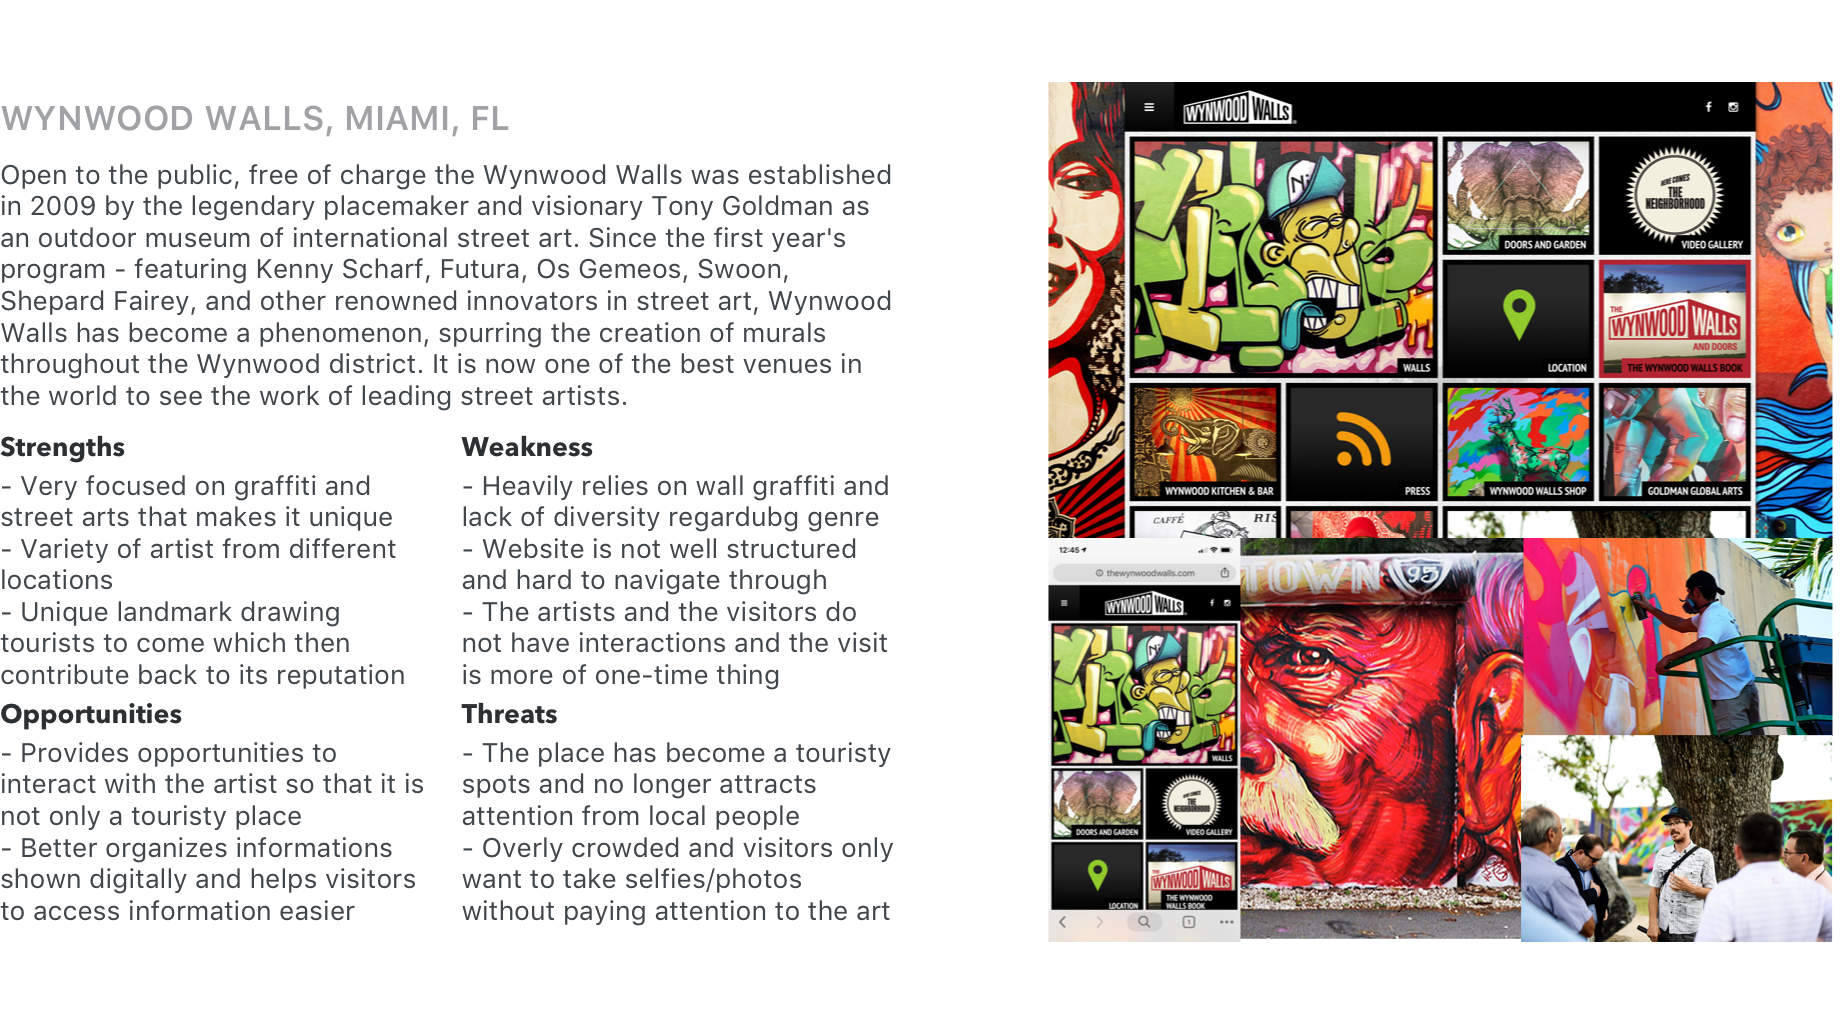 WYNWOOD WALLS, MIAMI, FL
Open to the public, free of charge the Wynwood Walls was established
in 2009 by the legendary placemaker and visionary Tony Goldman as
an outdoor museum of international street art. Since the first year's
program - featuring Kenny Scharf, Futura, Os Gemeos, Swoon,
Shepard Fairey, and other renowned innovators in street art, Wynwood
Walls has become a phenomenon, spurring the creation of murals
throughout the Wynwood district. It is now one of the best venues in
the world to see the work of leading street artists.
Strengths
- Very focused on graffiti and
street arts that makes it unique
- Variety of artist from different
locations
- Unique landmark drawing
tourists to come which then
contribute back to its reputation
Weakness
- Heavily relies on wall graffiti and
lack of diversity regardubg genre
- Website is not well structured
and hard to navigate through
- The artists and the visitors do
not have interactions and the visit
is more of one-time thing
Opportunities
- Provides opportunities to
interact with the artist so that it is
not only a touristy place
- Better organizes informations
shown digitally and helps visitors
to access information easier
Threats
- The place has become a touristy
spots and no longer attracts
attention from local people
- Overly crowded and visitors only
want to take selfies/photos
without paying attention to the art
WYNWOOD WALLS
WALLS
DOORS AND GARDEN
HERE COMES
THE
NEIGHBORHOOD
VIDEO GALLERY
LOCATION
THE
WYNWOOD WALLS
AND DOORS
THE WYNWOOD WALLS BOOK
WYNWOOD KITCHEN & BAR
PRESS
WYNWOOD WALLS SHOP
GOLDMAN GLOBAL ARTS
CAFFÉ RIS
12:45
thewynwoodwalls.com
WYNWOOD WALLS
WALLS
DOORS AND GARDEN
HERE COMES
THE
NEIGHBORHOOD
VIDEO GALLERY
LOCATION
WYNWOOD WALLS
THE WYNWOOD
WALLS BOOK
1
TOWN 95